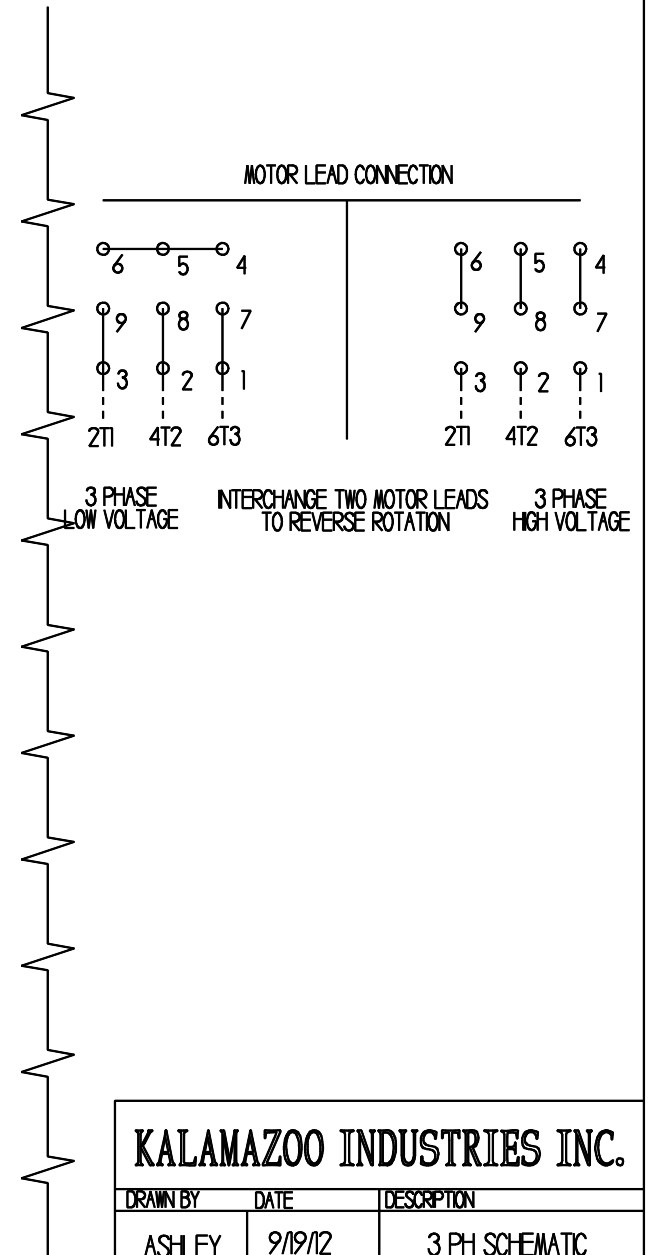 MOTOR LEAD CONNECTION
6 5 4
9 8 7
3 2 1
2T1 4T2 6T3
3 PHASE
LOW VOLTAGE
6 5 4
9 8 7
3 2 1
2T1 4T2 6T3
INTERCHANGE TWO MOTOR LEADS
TO REVERSE ROTATION
3 PHASE
HIGH VOLTAGE
KALAMAZOO INDUSTRIES INC.
DRAWN BY DATE DESCRIPTION
ASHLEY 9/19/12 3 PH SCHEMATIC